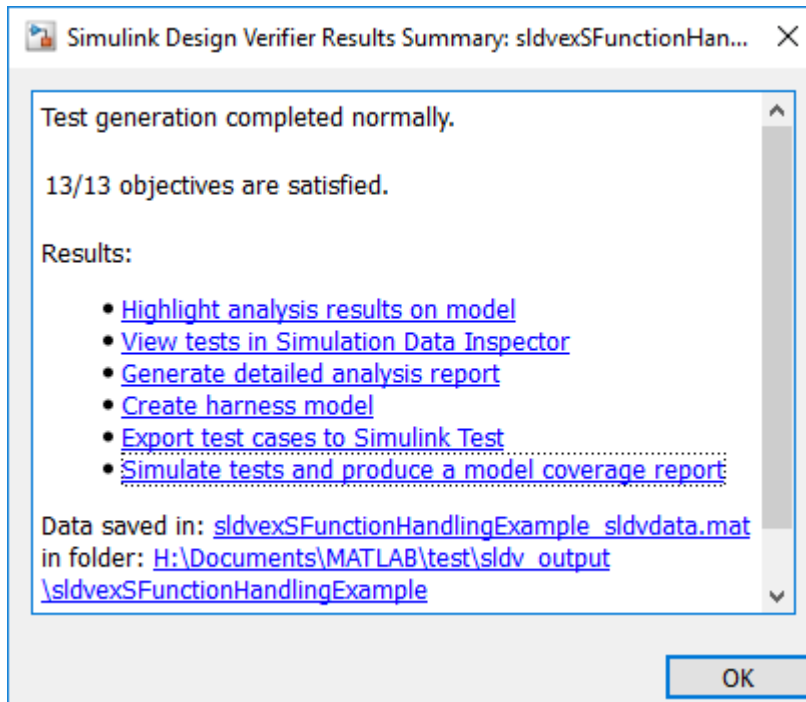 Simulink Design Verifier Results Summary: sldvexSFunctionHan...
Test generation completed normally.
13/13 objectives are satisfied.
Results:
• Highlight analysis results on model
• View tests in Simulation Data Inspector
• Generate detailed analysis report
• Create harness model
• Export test cases to Simulink Test
• Simulate tests and produce a model coverage report
Data saved in: sldvexSFunctionHandlingExample_sldvdata.mat
in folder: H:\Documents\MATLAB\test\sldv_output
\sldvexSFunctionHandlingExample
OK